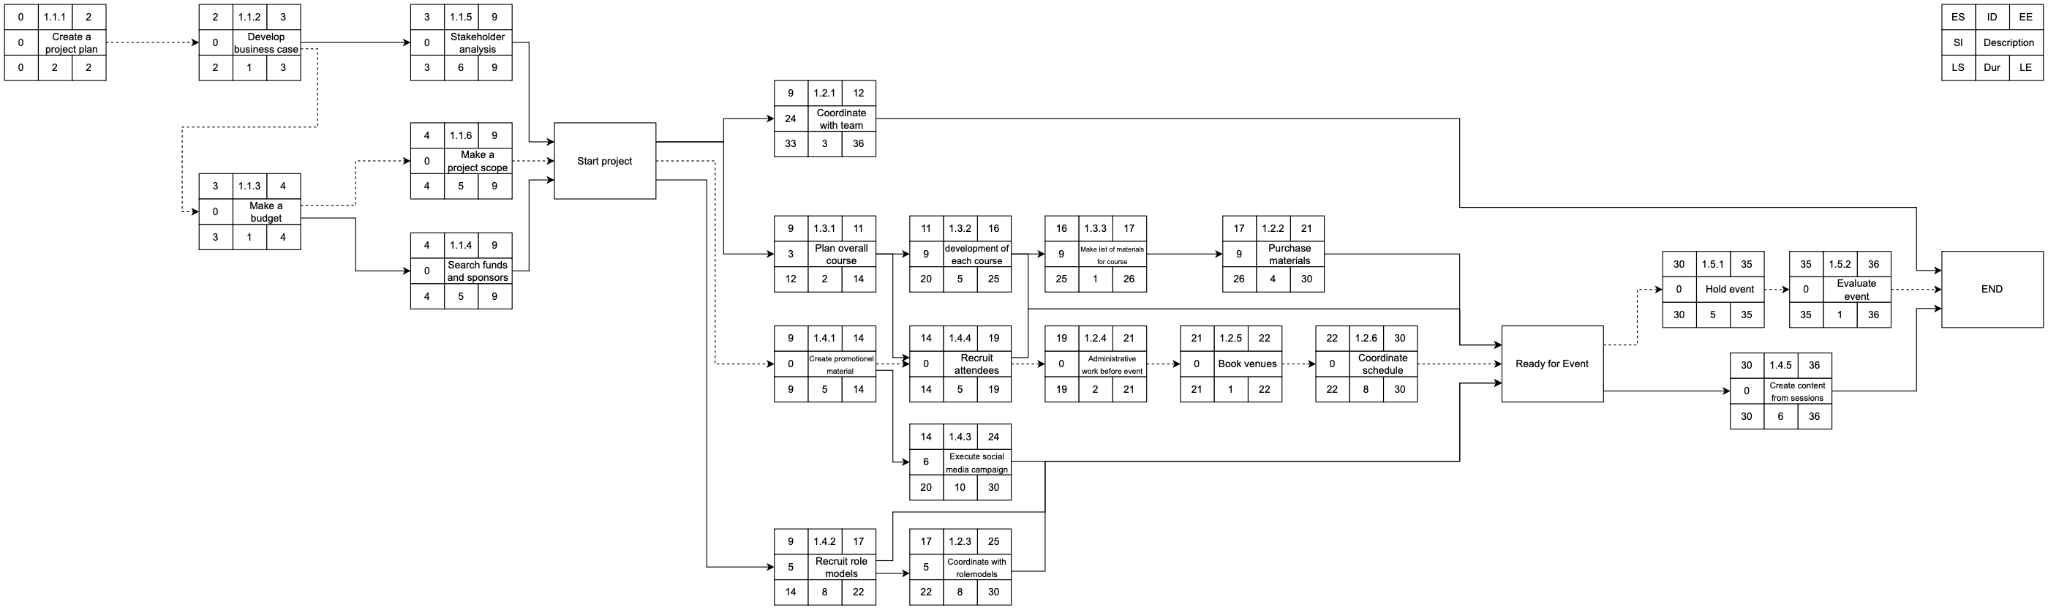 0 1.1.1 2
0 Create a
project plan
0 2 2
2 1.1.2 3
0 Develop
business case
2 1 3
3 1.1.5 9
0 Stakeholder
analysis
3 6 9
ES ID EE
SI Description
LS Dur LE
3 1.1.3 4
0 Make a
budget
3 1 4
4 1.1.6 9
0 Make a
project scope
4 5 9
4 1.1.4 9
0 Search funds
and sponsors
4 5 9
Start project
9 1.2.1 12
24 Coordinate
with team
33 3 36
9 1.3.1 11
3 Plan overall
course
12 2 14
11 1.3.2 16
9 development of
each course
20 5 25
16 1.3.3 17
9 Make list of materials
for course
25 1 26
17 1.2.2 21
9 Purchase
materials
26 4 30
9 1.4.1 14
0 Create promotionel
material
9 5 14
14 1.4.4 19
0 Recruit
attendees
14 5 19
19 1.2.4 21
0 Administrative
work before event
19 2 21
21 1.2.5 22
0 Book venues
21 1 22
22 1.2.6 30
0 Coordinate
schedule
22 8 30
14 1.4.3 24
6 Execute social
media campaign
20 10 30
9 1.4.2 17
5 Recruit role
models
14 8 22
17 1.2.3 25
5 Coordinate with
rolemodels
22 8 30
Ready for Event
30 1.5.1 35
0 Hold event
30 5 35
35 1.5.2 36
0 Evaluate
event
35 1 36
30 1.4.5 36
0 Create content
from sessions
30 6 36
END